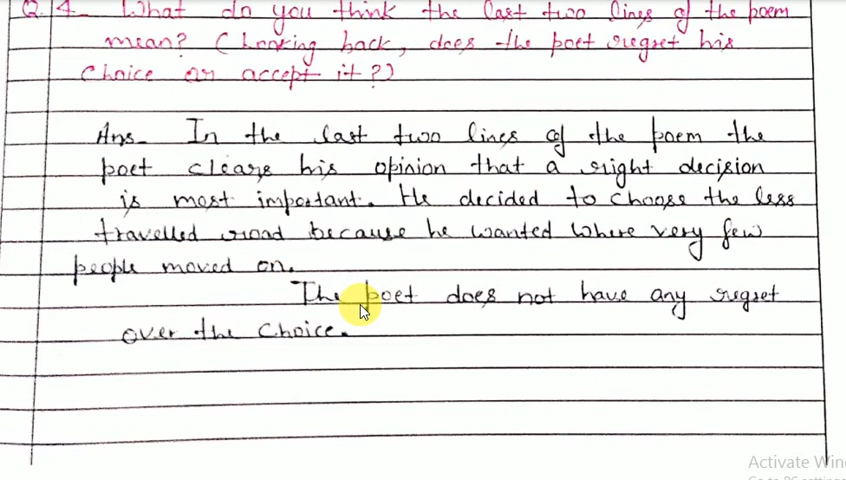 Q.4. What do you think the last two lines of the poem
mean? (Looking back, does the poet regret his
choice or accept it?)
Ans- In the last two lines of the poem the
poet clears his opinion that a right decision
is most important. He decided to choose the less
travelled road because he wanted where very few
people moved on.
The poet does not have any regret
over the choice.
Activate Win